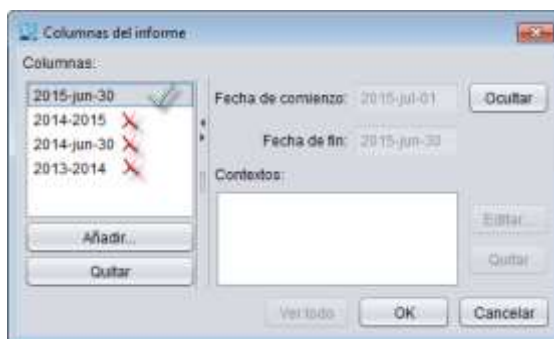 Columnas del informe
Columnas:
2015-jun-30
2014-2015
2014-jun-30
2013-2014
Añadir...
Quitar
Fecha de comienzo: 2015-jul-01
Ocultar
Fecha de fin: 2015-jun-30
Contextos:
Editar...
Quitar
Ver todo
OK
Cancelar